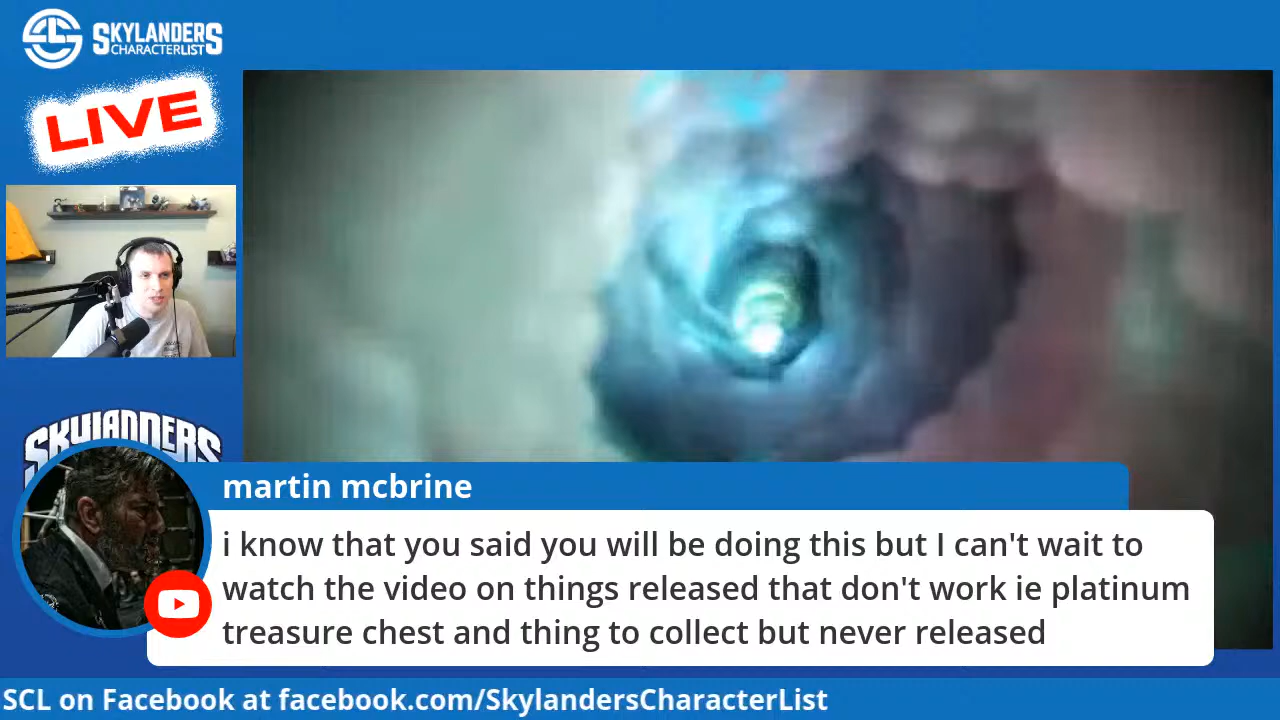 SKYLANDERS
CHARACTERLIST
LIVE
SKYLANDERS
martin mcbrine
i know that you said you will be doing this but I can't wait to
watch the video on things released that don't work ie platinum
treasure chest and thing to collect but never released
SCL on Facebook at facebook.com/SkylandersCharacterList